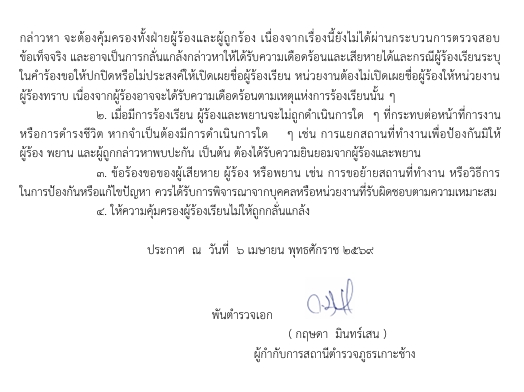 กล่าวหา จะต้องคุ้มครองทั้งฝ่ายผู้ร้องและผู้ถูกร้อง เนื่องจากเรื่องนี้ยังไม่ได้ผ่านกระบวนการตรวจสอบ
ข้อเท็จจริง และอาจเป็นการกลั่นแกล้งกล่าวหาให้ได้รับความเดือดร้อนและเสียหายได้และกรณีผู้ร้องเรียนระบุ
ในคำร้องขอให้ปกปิดหรือไม่ประสงค์ให้เปิดเผยชื่อผู้ร้องเรียน หน่วยงานต้องไม่เปิดเผยชื่อผู้ร้องให้หน่วยงาน
ผู้ร้องทราบ เนื่องจากผู้ร้องอาจจะได้รับความเดือดร้อนตามเหตุแห่งการร้องเรียนนั้น ๆ
๒. เมื่อมีการร้องเรียน ผู้ร้องและพยานจะไม่ถูกดำเนินการใด ๆ ที่กระทบต่อหน้าที่การงาน
หรือการดำรงชีวิต หากจำเป็นต้องมีการดำเนินการใด ๆ เช่น การแยกสถานที่ทำงานเพื่อป้องกันมิให้
ผู้ร้อง พยาน และผู้ถูกกล่าวหาพบปะกัน เป็นต้น ต้องได้รับความยินยอมจากผู้ร้องและพยาน
๓. ข้อร้องขอของผู้เสียหาย ผู้ร้อง หรือพยาน เช่น การขอย้ายสถานที่ทำงาน หรือวิธีการ
ในการป้องกันหรือแก้ไขปัญหา ควรได้รับการพิจารณาจากบุคคลหรือหน่วยงานที่รับผิดชอบตามความเหมาะสม
๔. ให้ความคุ้มครองผู้ร้องเรียนไม่ให้ถูกกลั่นแกล้ง
ประกาศ ณ วันที่ ๖ เมษายน พุทธศักราช ๒๕๖๙
พันตำรวจเอก
( กฤษดา มินทร์เสน )
ผู้กำกับการสถานีตำรวจภูธรเกาะช้าง